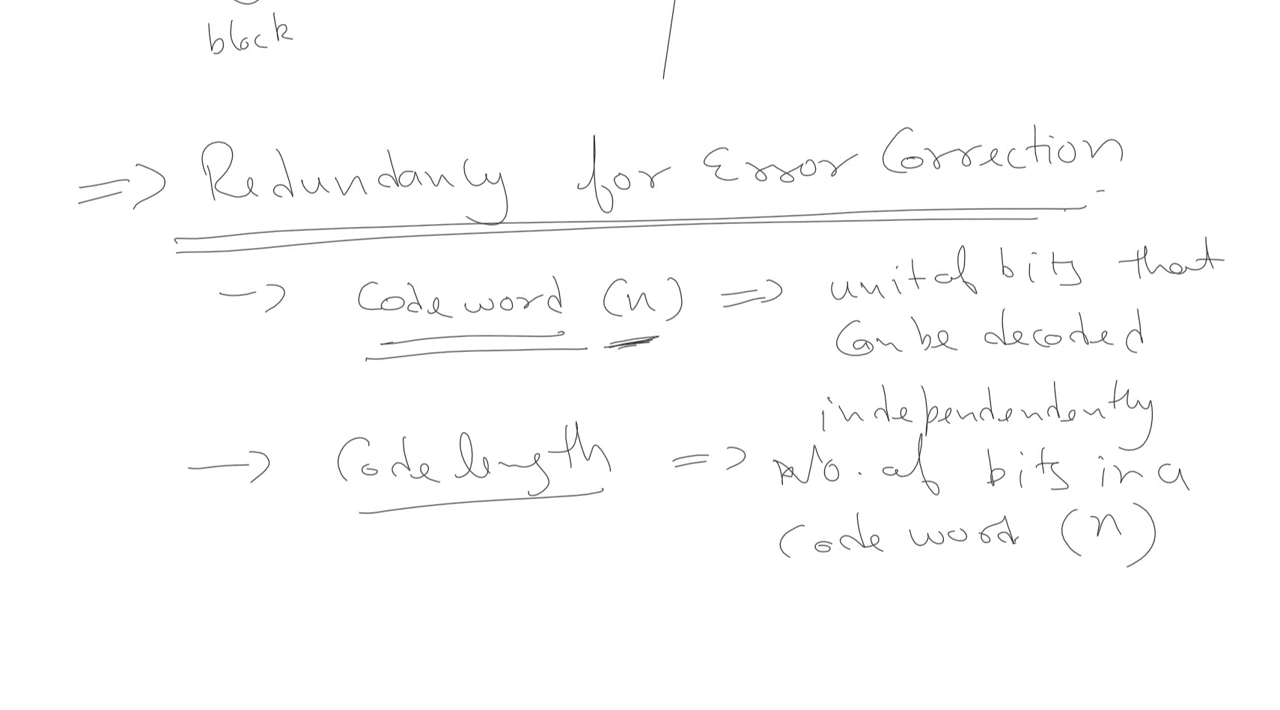 block
=> Redundancy for Error Correction
-> Code word (n) => unit of bits that
Can be decoded
independendently
-> Code length => No. of bits in a
Code word (n)